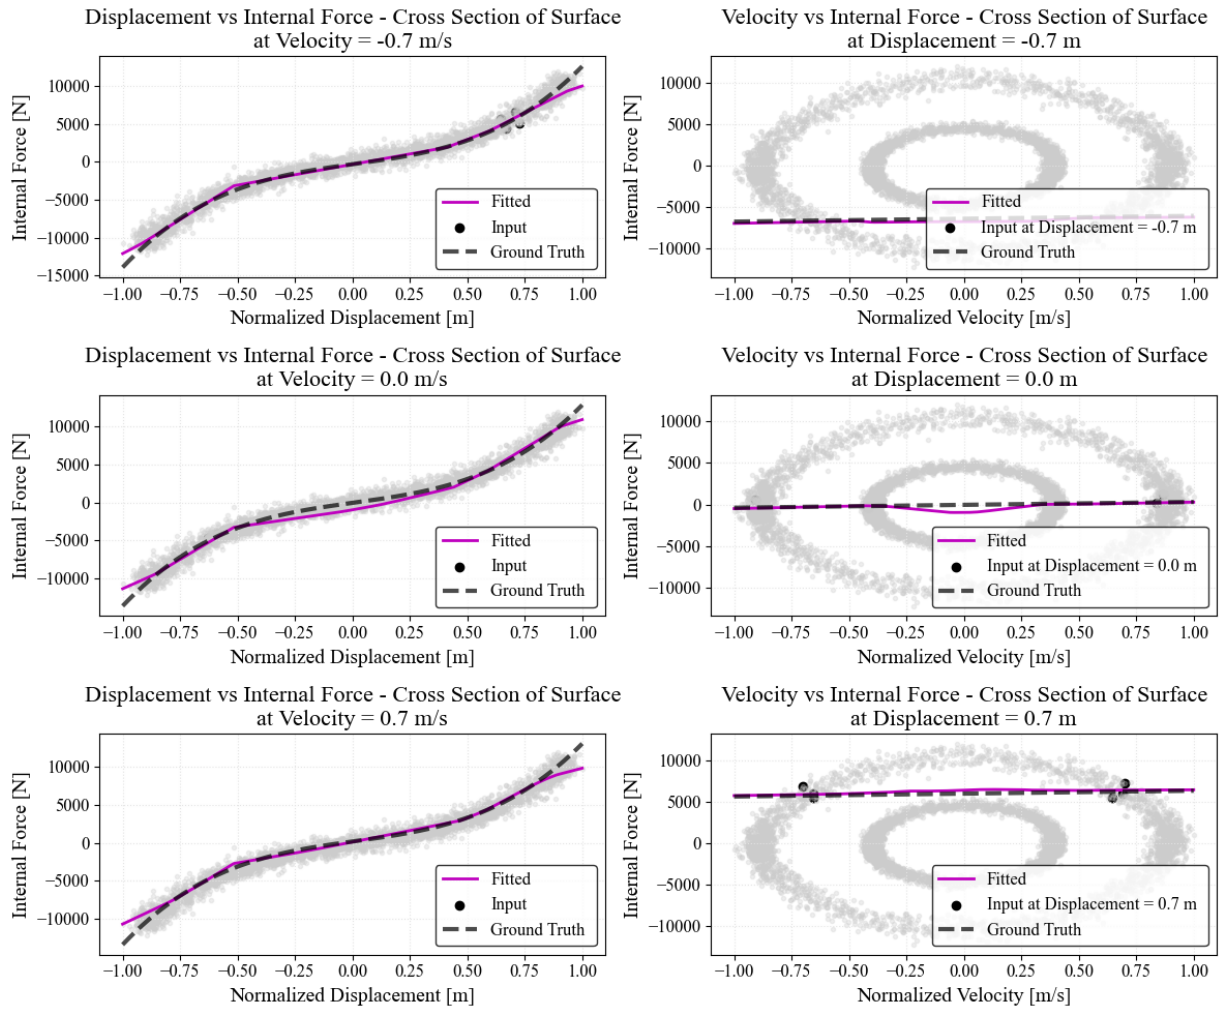 Displacement vs Internal Force - Cross Section of Surface
at Velocity = -0.7 m/s
Internal Force [N]
10000
5000
0
−5000
−10000
−15000
Fitted
Input
Ground Truth
−1.00 −0.75 −0.50 −0.25 0.00 0.25 0.50 0.75 1.00
Normalized Displacement [m]
Velocity vs Internal Force - Cross Section of Surface
at Displacement = -0.7 m
Internal Force [N]
10000
5000
0
−5000
−10000
Fitted
Input at Displacement = -0.7 m
Ground Truth
−1.00 −0.75 −0.50 −0.25 0.00 0.25 0.50 0.75 1.00
Normalized Velocity [m/s]
Displacement vs Internal Force - Cross Section of Surface
at Velocity = 0.0 m/s
Internal Force [N]
10000
5000
0
−5000
−10000
Fitted
Input
Ground Truth
−1.00 −0.75 −0.50 −0.25 0.00 0.25 0.50 0.75 1.00
Normalized Displacement [m]
Velocity vs Internal Force - Cross Section of Surface
at Displacement = 0.0 m
Internal Force [N]
10000
5000
0
−5000
−10000
Fitted
Input at Displacement = 0.0 m
Ground Truth
−1.00 −0.75 −0.50 −0.25 0.00 0.25 0.50 0.75 1.00
Normalized Velocity [m/s]
Displacement vs Internal Force - Cross Section of Surface
at Velocity = 0.7 m/s
Internal Force [N]
10000
5000
0
−5000
−10000
Fitted
Input
Ground Truth
−1.00 −0.75 −0.50 −0.25 0.00 0.25 0.50 0.75 1.00
Normalized Displacement [m]
Velocity vs Internal Force - Cross Section of Surface
at Displacement = 0.7 m
Internal Force [N]
10000
5000
0
−5000
−10000
Fitted
Input at Displacement = 0.7 m
Ground Truth
−1.00 −0.75 −0.50 −0.25 0.00 0.25 0.50 0.75 1.00
Normalized Velocity [m/s]